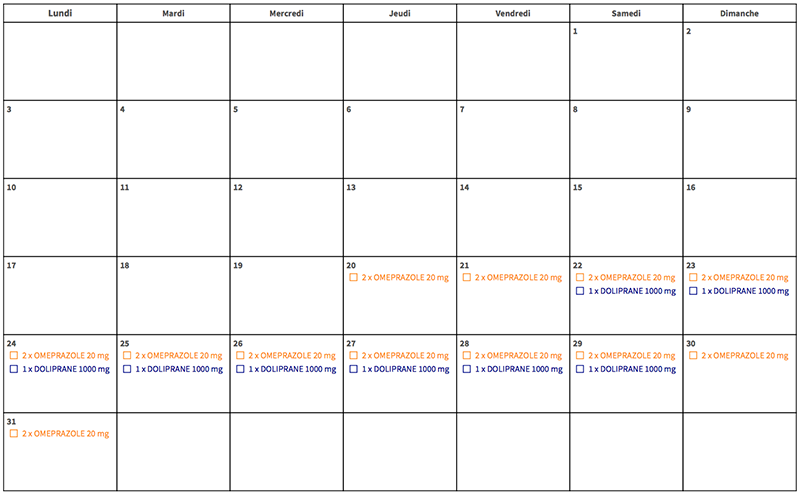 Lundi Mardi Mercredi Jeudi Vendredi Samedi Dimanche
1 2
3 4 5 6 7 8 9
10 11 12 13 14 15 16
17 18 19 20 21 22 23
2 x OMEPRAZOLE 20 mg 2 x OMEPRAZOLE 20 mg 2 x OMEPRAZOLE 20 mg 2 x OMEPRAZOLE 20 mg
1 x DOLIPRANE 1000 mg 1 x DOLIPRANE 1000 mg
24 25 26 27 28 29 30
2 x OMEPRAZOLE 20 mg 2 x OMEPRAZOLE 20 mg 2 x OMEPRAZOLE 20 mg 2 x OMEPRAZOLE 20 mg 2 x OMEPRAZOLE 20 mg 2 x OMEPRAZOLE 20 mg 2 x OMEPRAZOLE 20 mg
1 x DOLIPRANE 1000 mg 1 x DOLIPRANE 1000 mg 1 x DOLIPRANE 1000 mg 1 x DOLIPRANE 1000 mg 1 x DOLIPRANE 1000 mg 1 x DOLIPRANE 1000 mg
31
2 x OMEPRAZOLE 20 mg